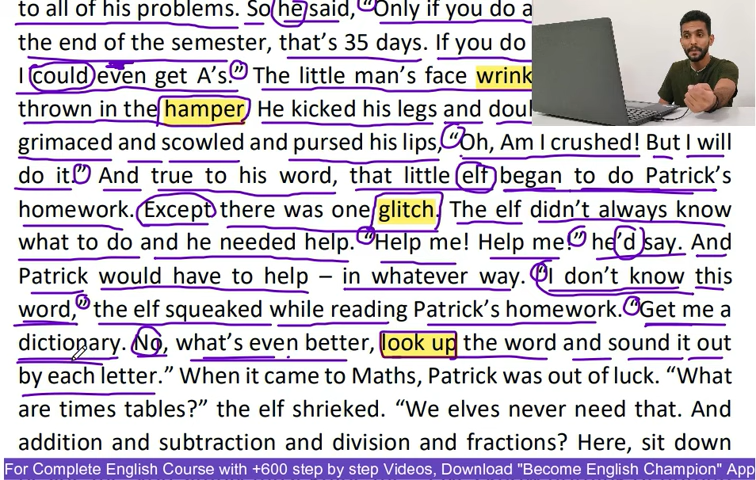 to all of his problems. So he said, "Only if you do a
the end of the semester, that's 35 days. If you do
I could even get A's." The little man's face wrink
thrown in the hamper. He kicked his legs and doul
grimaced and scowled and pursed his lips, "Oh, Am I crushed! But I will
do it." And true to his word, that little elf began to do Patrick's
homework. Except there was one glitch. The elf didn't always know
what to do and he needed help. "Help me! Help me!" he'd say. And
Patrick would have to help – in whatever way. "I don't know this
word," the elf squeaked while reading Patrick's homework. "Get me a
dictionary. No, what's even better, look up the word and sound it out
by each letter." When it came to Maths, Patrick was out of luck. "What
are times tables?" the elf shrieked. "We elves never need that. And
addition and subtraction and division and fractions? Here, sit down
For Complete English Course with +600 step by step Videos, Download "Become English Champion" App